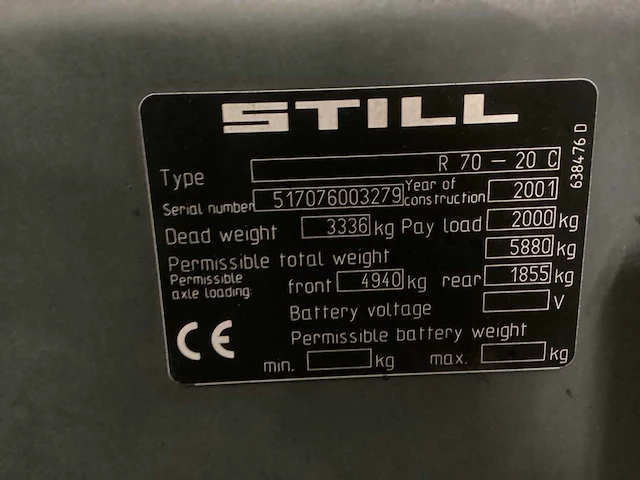 STILL
Type R 70 - 20 C
Serial number 517076003279 Year of construction 2001
Dead weight 3336 kg Pay load 2000 kg
Permissible total weight 5880 kg
Permissible axle loading: front 4940 kg rear 1855 kg
Battery voltage V
Permissible battery weight
min. kg max. kg
CE
638476 D